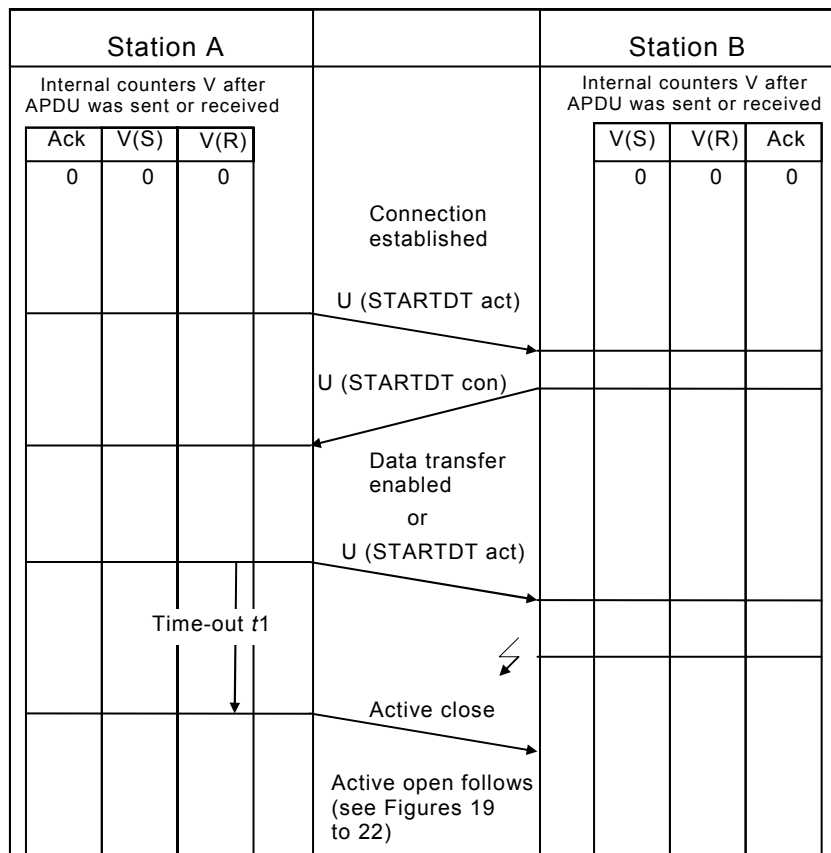 Station A
Station B
Internal counters V after
APDU was sent or received
Internal counters V after
APDU was sent or received
Ack V(S) V(R)
V(S) V(R) Ack
0 0 0
0 0 0
Connection
established
U (STARTDT act)
U (STARTDT con)
Data transfer
enabled
or
U (STARTDT act)
Time-out t1
Active close
Active open follows
(see Figures 19
to 22)